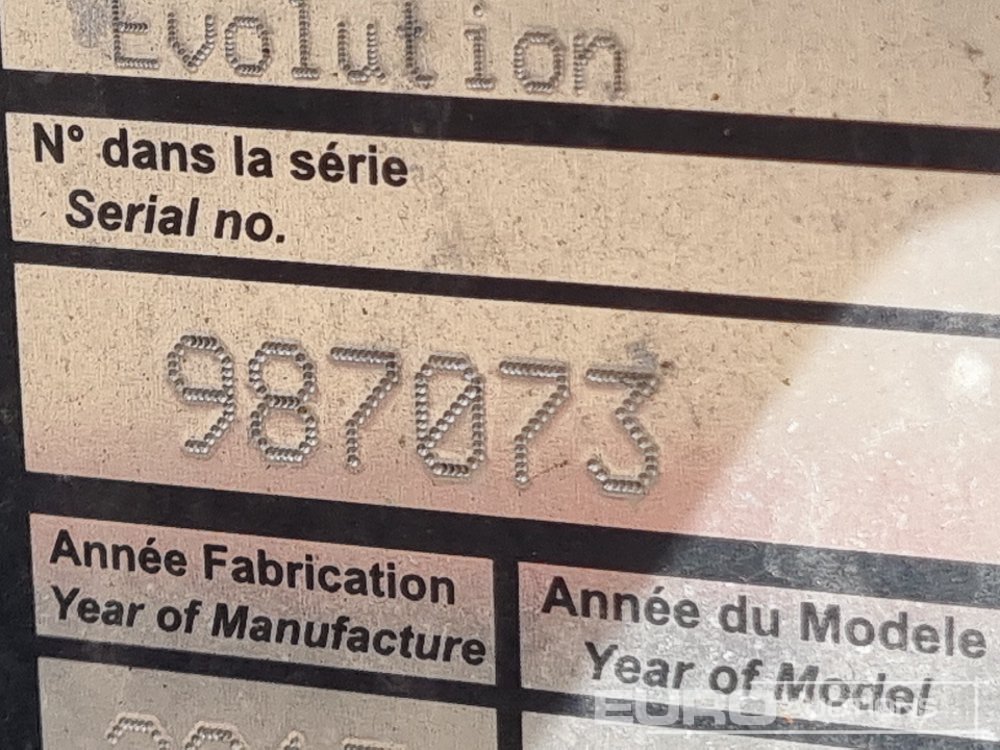 Evolution
N° dans la série
Serial no.
987073
Année Fabrication
Year of Manufacture
Année du Modele
Year of Model
EURO